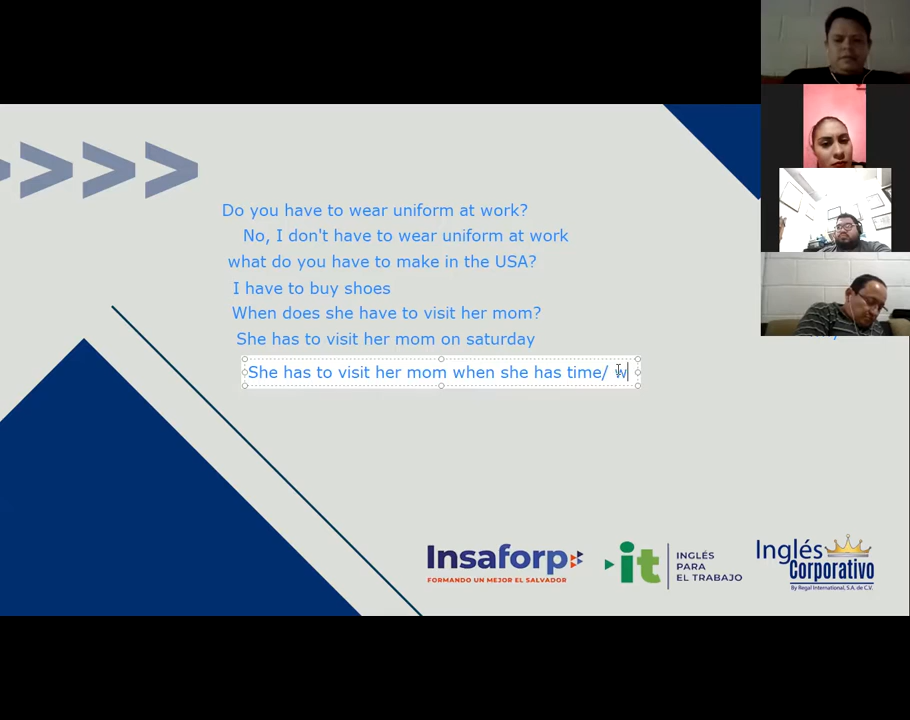 Do you have to wear uniform at work?
No, I don't have to wear uniform at work
what do you have to make in the USA?
I have to buy shoes
When does she have to visit her mom?
She has to visit her mom on saturday
She has to visit her mom when she has time/ w
Insaforp
FORMANDO UN MEJOR EL SALVADOR
it
INGLÉS
PARA
EL TRABAJO
Inglés
Corporativo
By Regal International, S.A. de C.V.